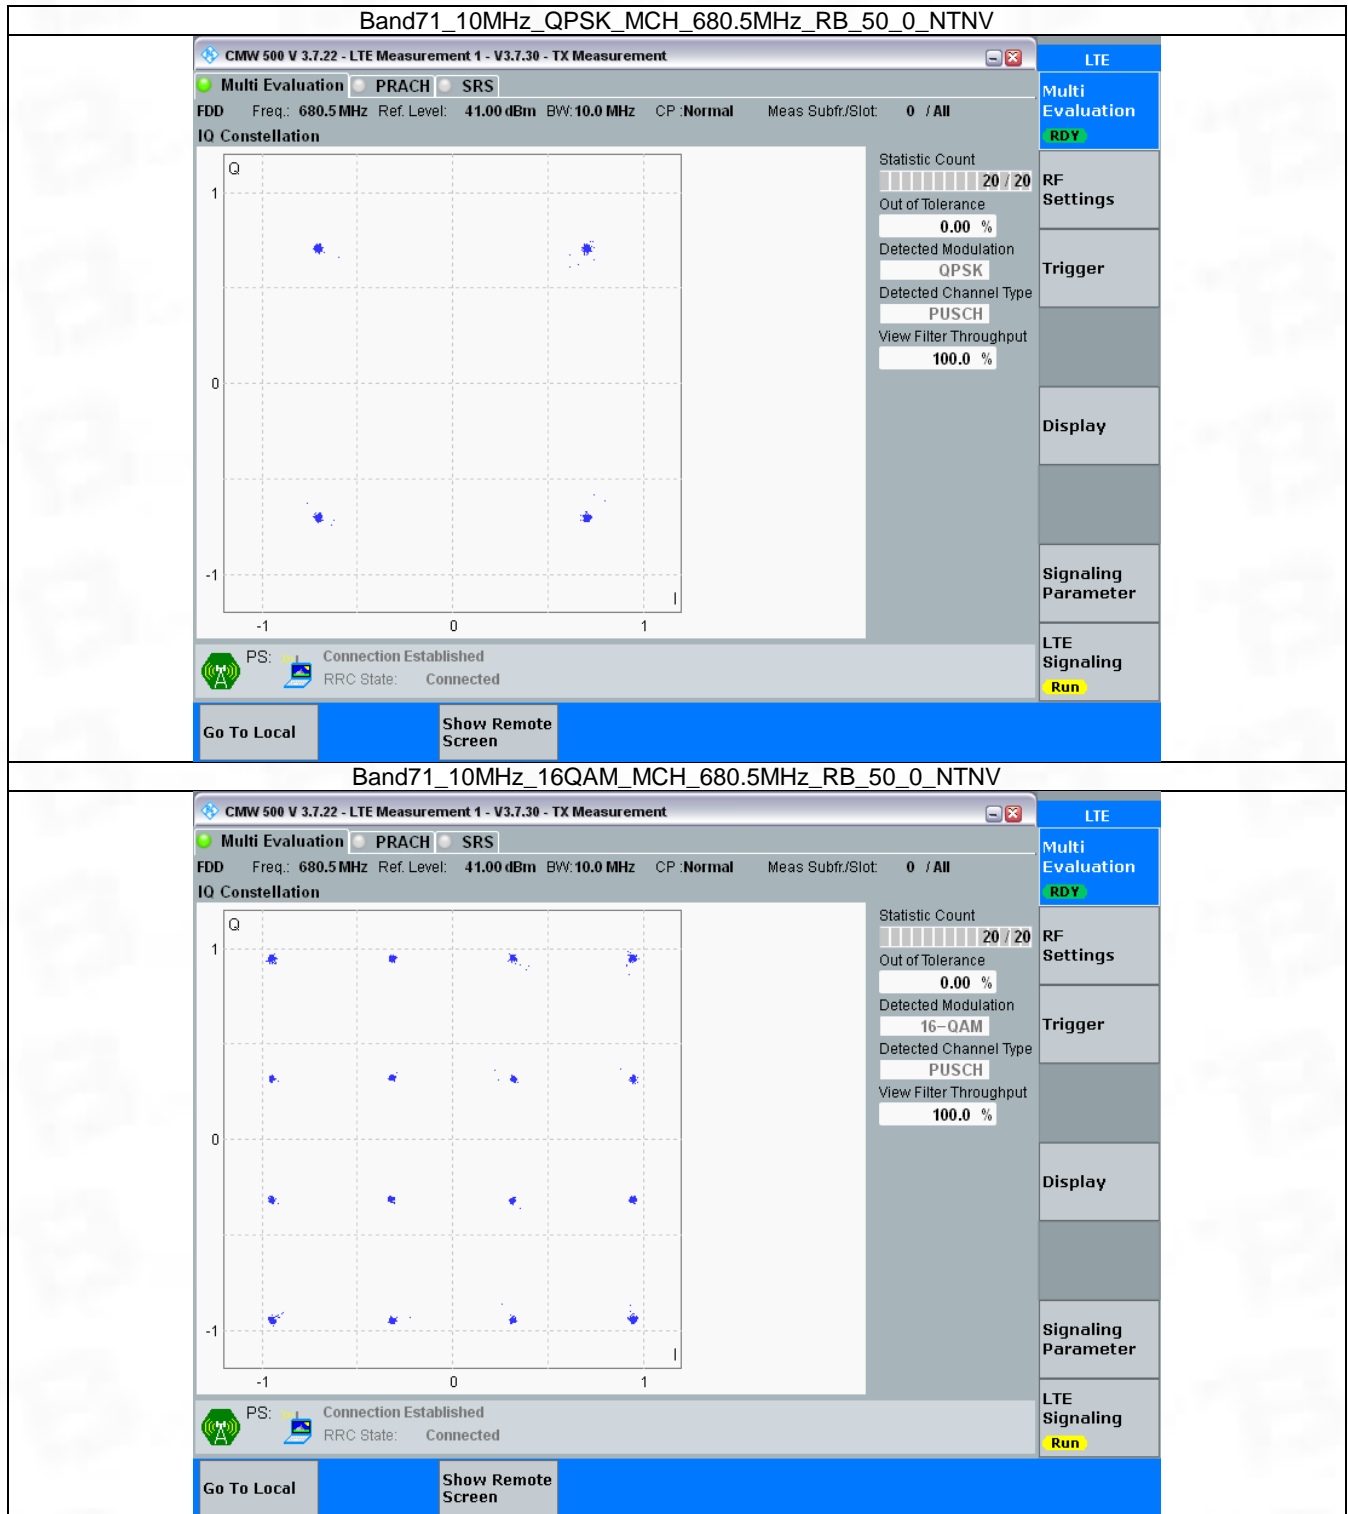 Band71_10MHz_QPSK_MCH_680.5MHz_RB_50_0_NTNV
CMW 500 V 3.7.22 - LTE Measurement 1 - V3.7.30 - TX Measurement
LTE
Multi Evaluation PRACH SRS
Multi
Evaluation
RDY
FDD Freq.: 680.5 MHz Ref. Level: 41.00 dBm BW: 10.0 MHz CP :Normal Meas Subfr./Slot: 0 / All
IQ Constellation
Q
1
0
-1
I
-1 0 1
Statistic Count
20 / 20
Out of Tolerance
0.00 %
Detected Modulation
QPSK
Detected Channel Type
PUSCH
View Filter Throughput
100.0 %
RF
Settings
Trigger
Display
Signaling
Parameter
LTE
Signaling
Run
PS: Connection Established
RRC State: Connected
Go To Local
Show Remote
Screen
Band71_10MHz_16QAM_MCH_680.5MHz_RB_50_0_NTNV
CMW 500 V 3.7.22 - LTE Measurement 1 - V3.7.30 - TX Measurement
LTE
Multi Evaluation PRACH SRS
Multi
Evaluation
RDY
FDD Freq.: 680.5 MHz Ref. Level: 41.00 dBm BW: 10.0 MHz CP :Normal Meas Subfr./Slot: 0 / All
IQ Constellation
Q
1
0
-1
I
-1 0 1
Statistic Count
20 / 20
Out of Tolerance
0.00 %
Detected Modulation
16-QAM
Detected Channel Type
PUSCH
View Filter Throughput
100.0 %
RF
Settings
Trigger
Display
Signaling
Parameter
LTE
Signaling
Run
PS: Connection Established
RRC State: Connected
Go To Local
Show Remote
Screen